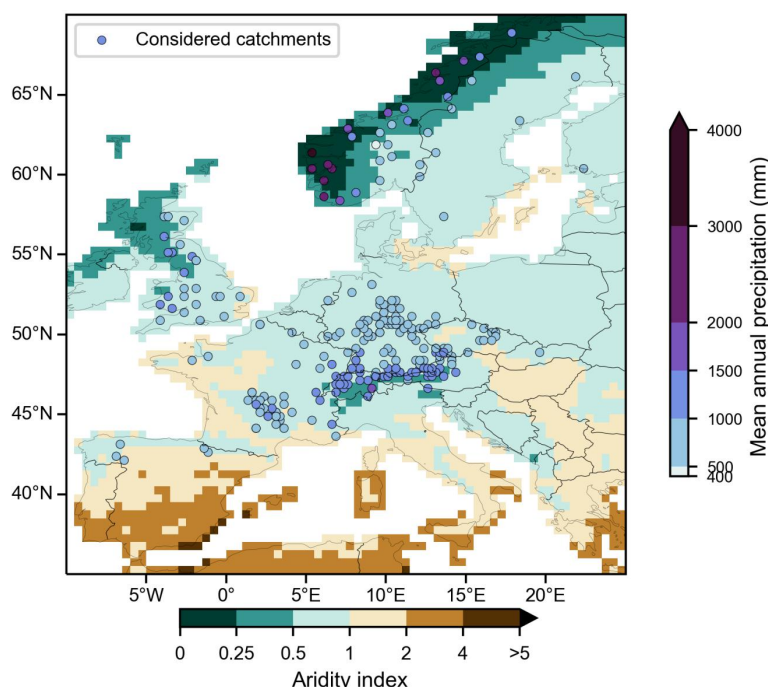 Considered catchments
65°N
60°N
55°N
50°N
45°N
40°N
5°W 0° 5°E 10°E 15°E 20°E
4000
3000
2000
1500
1000
500
400
Mean annual precipitation (mm)
0 0.25 0.5 1 2 4 >5
Aridity index